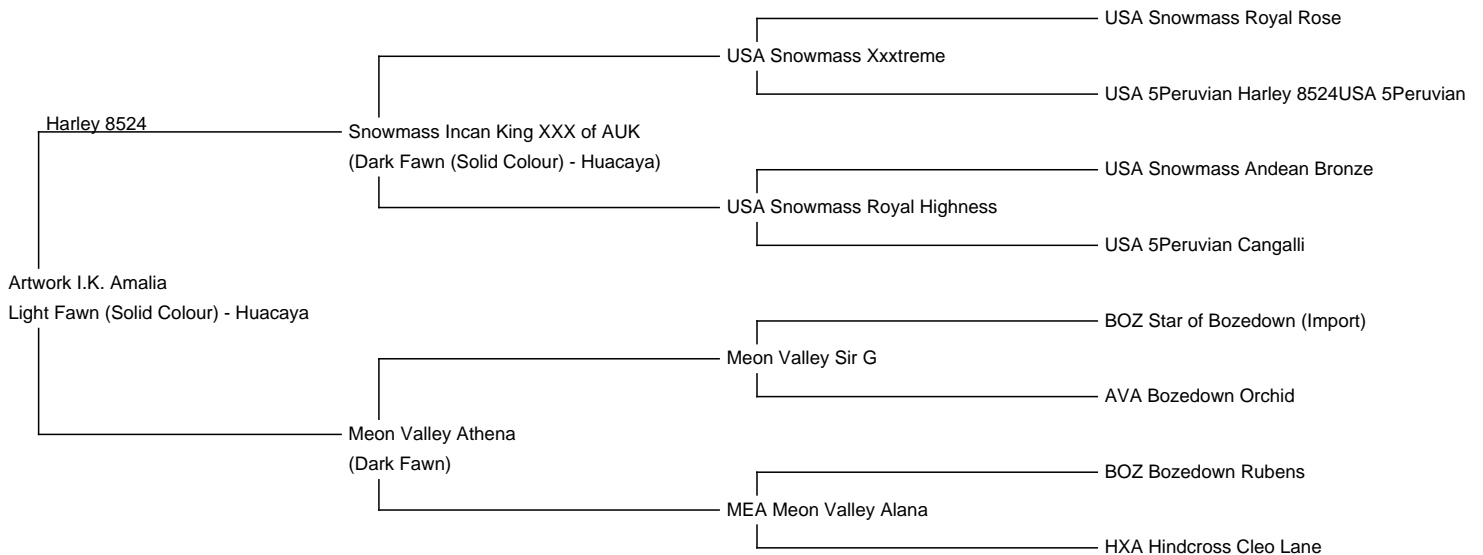 USA Snowmass Royal Rose
USA Snowmass Xxxtreme
USA 5Peruvian Harley 8524USA 5Peruvian
Harley 8524
Snowmass Incan King XXX of AUK
(Dark Fawn (Solid Colour) - Huacaya)
USA Snowmass Andean Bronze
USA Snowmass Royal Highness
USA 5Peruvian Cangalli
Artwork I.K. Amalia
Light Fawn (Solid Colour) - Huacaya
BOZ Star of Bozedown (Import)
Meon Valley Sir G
AVA Bozedown Orchid
Meon Valley Athena
(Dark Fawn)
BOZ Bozedown Rubens
MEA Meon Valley Alana
HXA Hindcross Cleo Lane